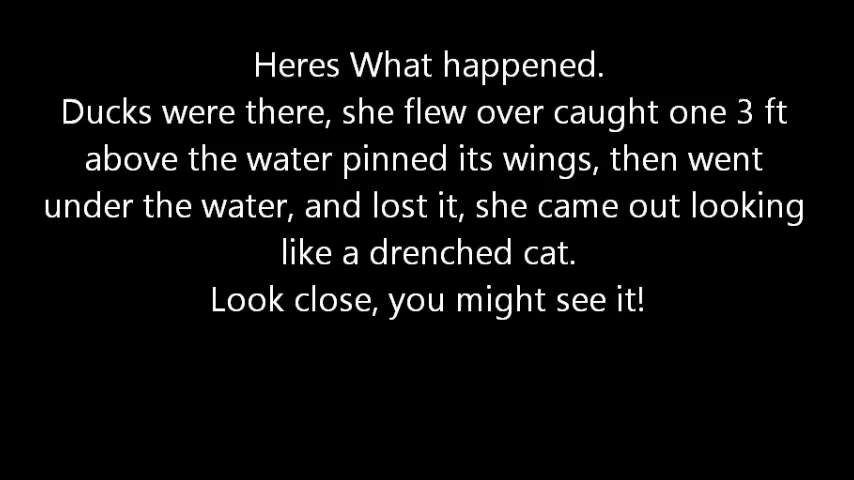 Heres What happened.
Ducks were there, she flew over caught one 3 ft
above the water pinned its wings, then went
under the water, and lost it, she came out looking
like a drenched cat.
Look close, you might see it!